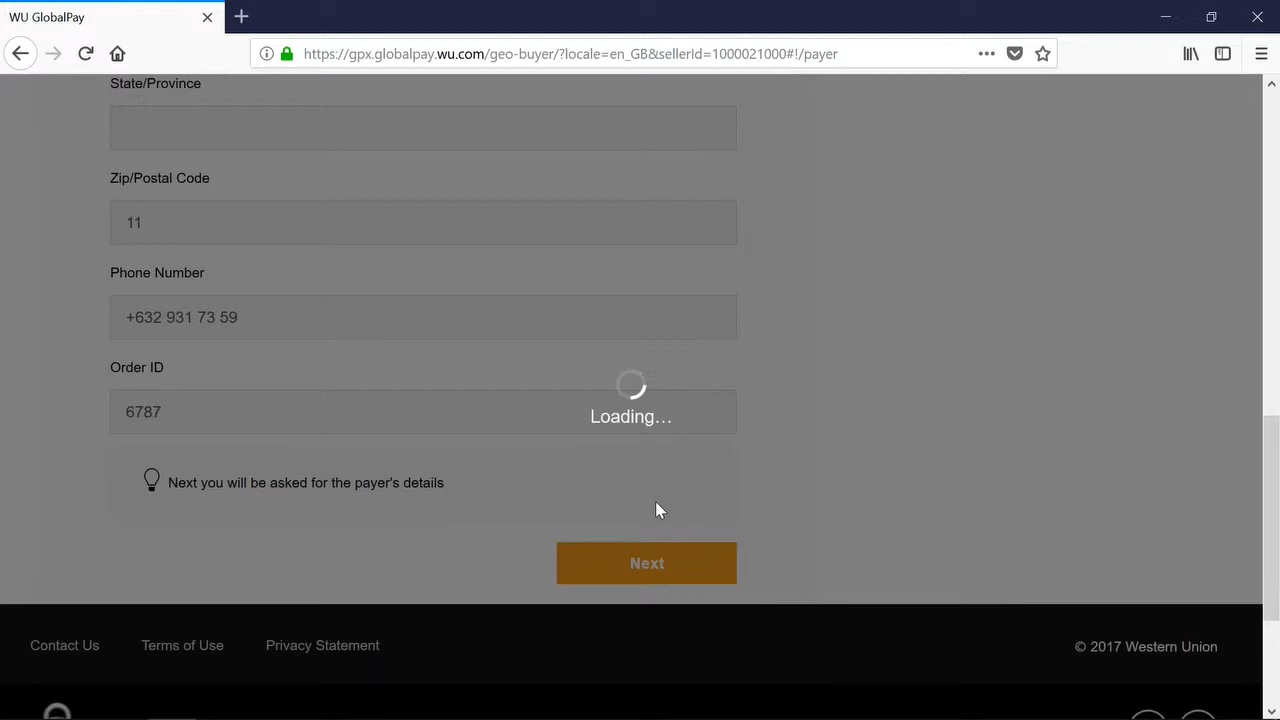 WU GlobalPay
https://gpx.globalpay.wu.com/geo-buyer/?locale=en_GB&sellerId=1000021000#!/payer
State/Province
Zip/Postal Code
11
Phone Number
+632 931 73 59
Order ID
6787
Loading...
Next you will be asked for the payer's details
Next
Contact Us Terms of Use Privacy Statement © 2017 Western Union